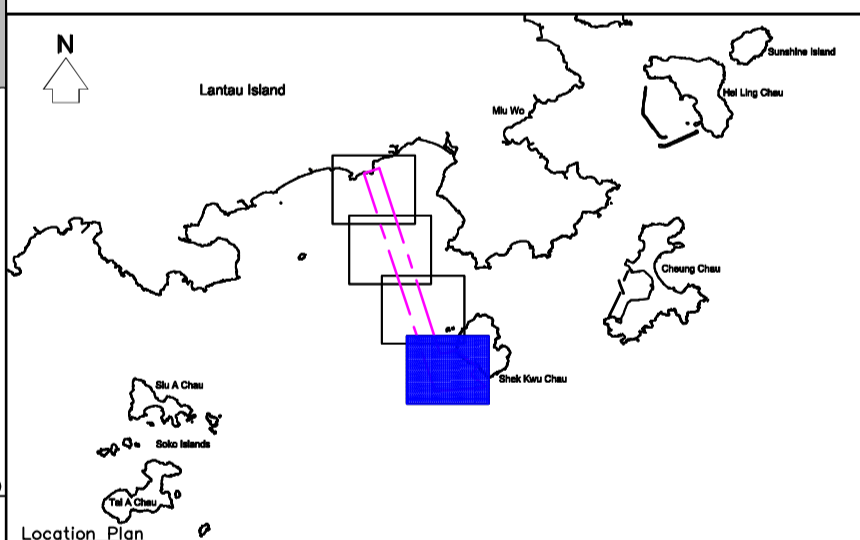 N
Lantau Island
Sunshine Island
Hei Ling Chau
Miu Wo
Cheung Chau
Shek Kwu Chau
Siu A Chau
Soko Islands
Tai A Chau
Location Plan